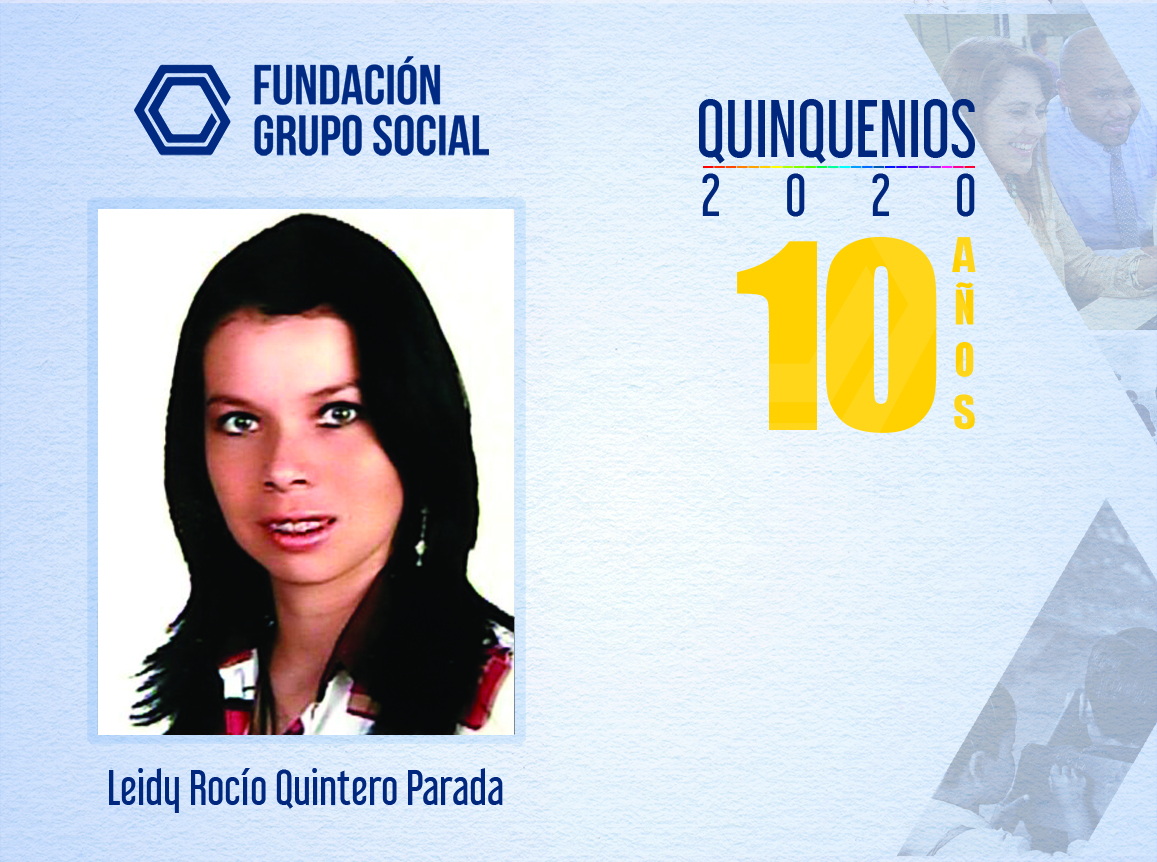 FUNDACIÓN
GRUPO SOCIAL
QUINQUENIOS
2020
10
AÑOS
Leidy Rocío Quintero Parada